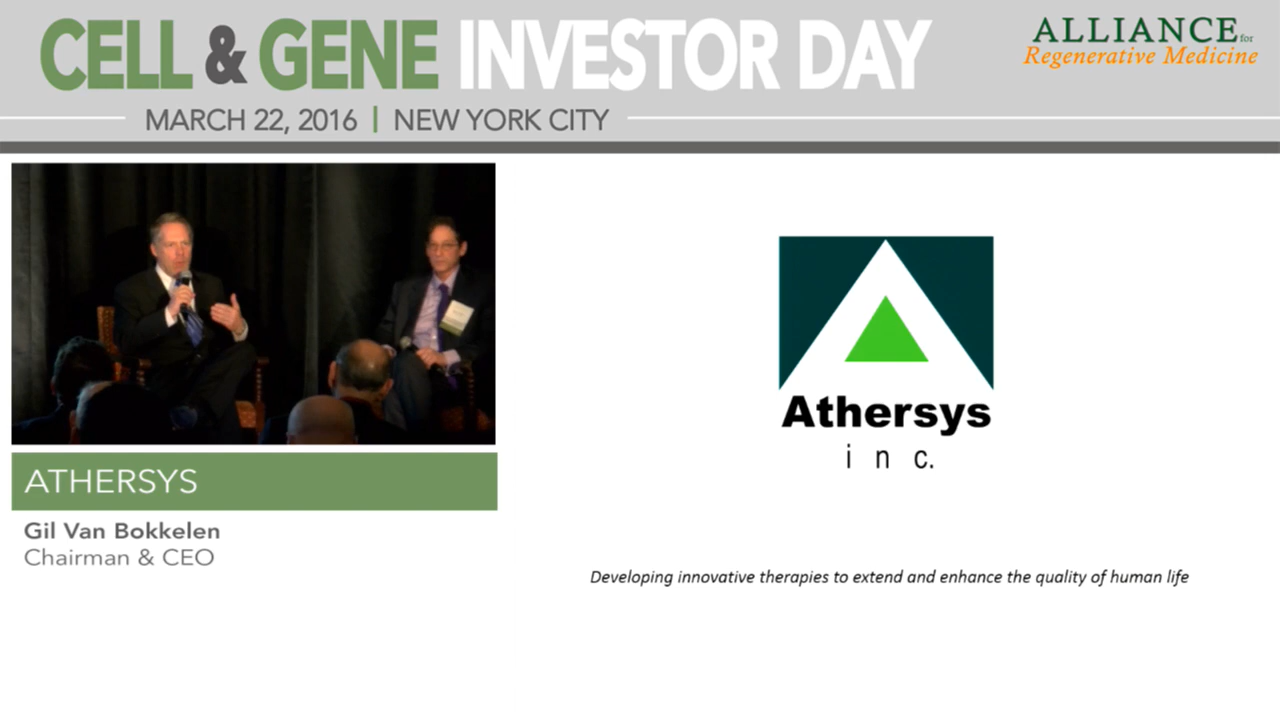 CELL & GENE INVESTOR DAY
MARCH 22, 2016 | NEW YORK CITY
ALLIANCE for
Regenerative Medicine
ATHERSYS
Gil Van Bokkelen
Chairman & CEO
Athersys
inc.
Developing innovative therapies to extend and enhance the quality of human life